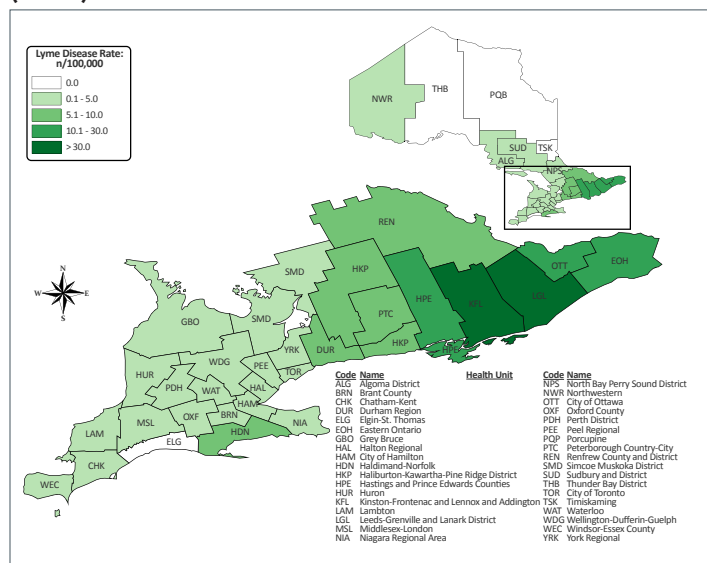 Lyme Disease Rate:
n/100,000
0.0
0.1 - 5.0
5.1 - 10.0
10.1 - 30.0
> 30.0
NWR
THB
PQB
SUD
TSK
ALG
NPS
N
W
E
S
REN
SMD
HKP
OTT
EOH
GBO
SMD
HPE
KFL
LGL
PTC
YRK
DUR
HKP
HPE
WDG
PEE
TOR
HUR
PDH
WAT
HAL
HAM
OXF
BRN
NIA
LAM
MSL
HDN
ELG
CHK
WEC
Code Name Health Unit Code Name
ALG Algoma District NPS North Bay Perry Sound District
BRN Brant County NWR Northwestern
CHK Chatham-Kent OTT City of Ottawa
DUR Durham Region OXF Oxford County
ELG Elgin-St. Thomas PDH Perth District
EOH Eastern Ontario PEE Peel Regional
GBO Grey Bruce PQP Porcupine
HAL Halton Regional PTC Peterborough Country-City
HAM City of Hamilton REN Renfrew County and District
HDN Haldimand-Norfolk SMD Simcoe Muskoka District
HKP Haliburton-Kawartha-Pine Ridge District SUD Sudbury and District
HPE Hastings and Prince Edwards Counties THB Thunder Bay District
HUR Huron TOR City of Toronto
KFL Kinston-Frontenac and Lennox and Addington TSK Timiskaming
LAM Lambton WAT Waterloo
LGL Leeds-Grenville and Lanark District WDG Wellington-Dufferin-Guelph
MSL Middlesex-London WEC Windsor-Essex County
NIA Niagara Regional Area YRK York Regional